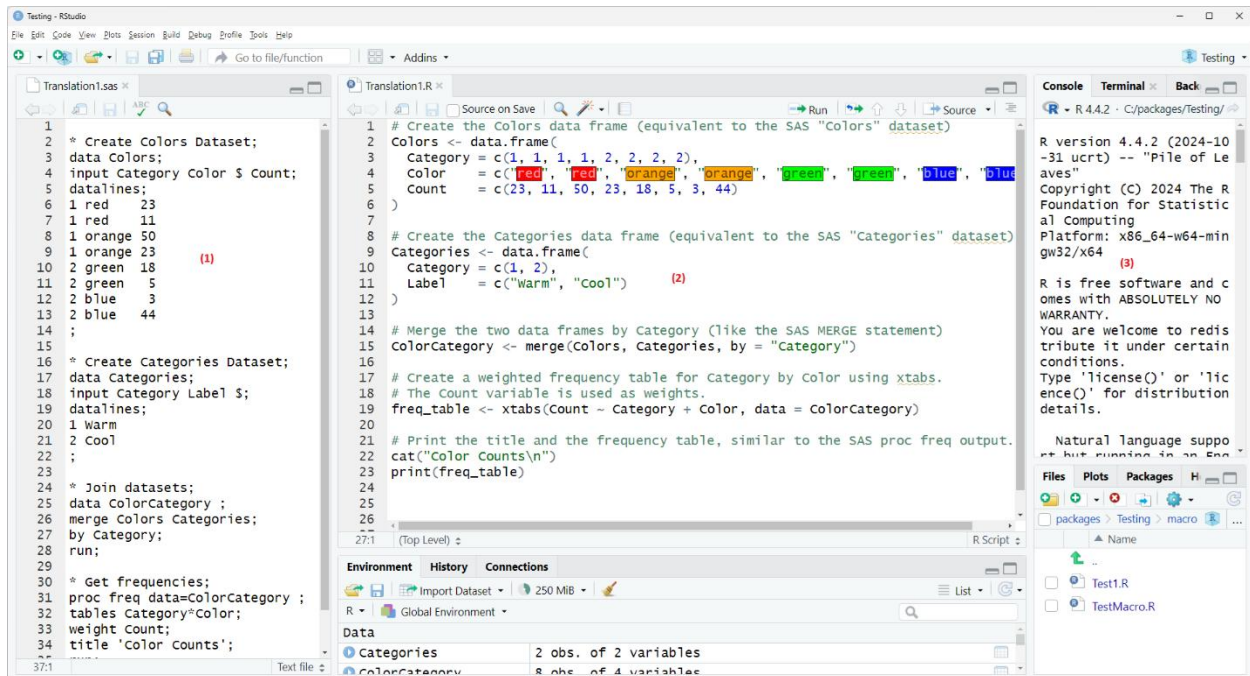 Testing - RStudio
File Edit Code View Plots Session Build Debug Profile Tools Help
Go to file/function Addins Testing
Translation1.sas
ABC
1
2 * Create Colors Dataset;
3 data Colors;
4 input Category Color $ Count;
5 datalines;
6 1 red 23
7 1 red 11
8 1 orange 50
9 1 orange 23
10 2 green 18
11 2 green 5
12 2 blue 3
13 2 blue 44
14 ;
15
16 * Create Categories Dataset;
17 data Categories;
18 input Category Label $;
19 datalines;
20 1 Warm
21 2 Cool
22 ;
23
24 * Join datasets;
25 data ColorCategory ;
26 merge Colors Categories;
27 by Category;
28 run;
29
30 * Get frequencies;
31 proc freq data=ColorCategory ;
32 tables Category*Color;
33 weight Count;
34 title 'Color Counts';
(1)
37:1 Text file
Translation1.R
Source on Save Run Source
1 # Create the Colors data frame (equivalent to the SAS "Colors" dataset)
2 Colors <- data.frame(
3 Category = c(1, 1, 1, 1, 2, 2, 2, 2),
4 Color = c("red", "red", "orange", "orange", "green", "green", "blue", "blue
5 Count = c(23, 11, 50, 23, 18, 5, 3, 44)
6 )
7
8 # Create the Categories data frame (equivalent to the SAS "Categories" dataset)
9 Categories <- data.frame(
10 Category = c(1, 2),
11 Label = c("Warm", "Cool")
12 )
13
14 # Merge the two data frames by Category (like the SAS MERGE statement)
15 ColorCategory <- merge(Colors, Categories, by = "Category")
16
17 # Create a weighted frequency table for Category by Color using xtabs.
18 # The Count variable is used as weights.
19 freq_table <- xtabs(Count ~ Category + Color, data = ColorCategory)
20
21 # Print the title and the frequency table, similar to the SAS proc freq output.
22 cat("Color Counts\n")
23 print(freq_table)
24
25
26
(2)
27:1 (Top Level) R Script
Environment History Connections
Import Dataset 250 MiB List
R Global Environment
Data
Categories 2 obs. of 2 variables
ColorCategory 8 obs. of 4 variables
Console Terminal Back
R 4.4.2 · C:/packages/Testing/
R version 4.4.2 (2024-10
-31 ucrt) -- "Pile of Le
aves"
Copyright (C) 2024 The R
Foundation for Statistic
al Computing
Platform: x86_64-w64-min
gw32/x64
(3)
R is free software and c
omes with ABSOLUTELY NO
WARRANTY.
You are welcome to redis
tribute it under certain
conditions.
Type 'license()' or 'lic
ence()' for distribution
details.
Natural language suppo
rt but running in an Eng
Files Plots Packages H
packages Testing macro ...
Name
..
Test1.R
TestMacro.R